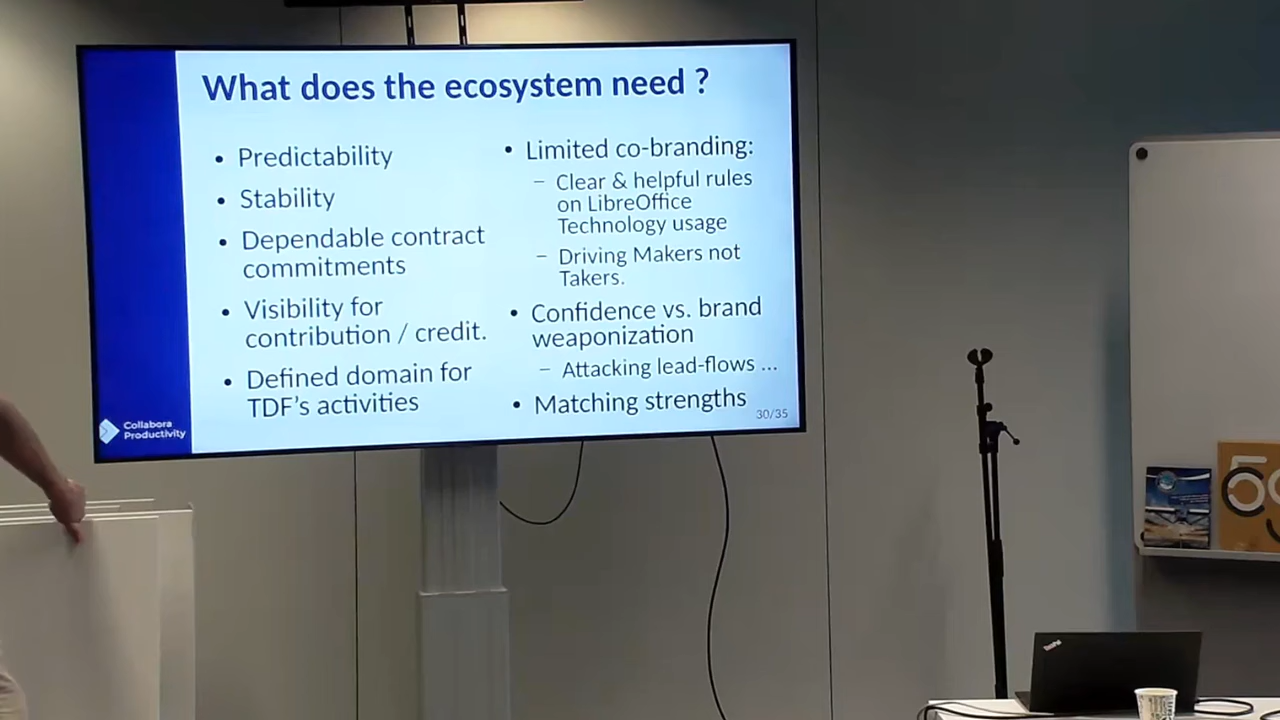 What does the ecosystem need ?
• Predictability
• Stability
• Dependable contract
commitments
• Visibility for
contribution / credit.
• Defined domain for
TDF's activities
• Limited co-branding:
– Clear & helpful rules
on LibreOffice
Technology usage
– Driving Makers not
Takers.
• Confidence vs. brand
weaponization
– Attacking lead-flows ...
• Matching strengths
30/35
Collabora
Productivity
ThinkPad